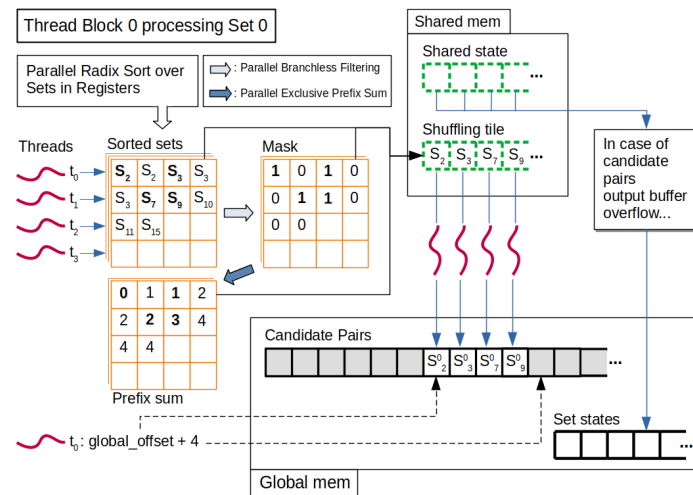 Thread Block 0 processing Set 0
Parallel Radix Sort over
Sets in Registers
: Parallel Branchless Filtering
: Parallel Exclusive Prefix Sum
Shared mem
Shared state
...
Shuffling tile
S2 S3 S7 S9 ...
In case of
candidate
pairs
output buffer
overflow...
Threads
Sorted sets
Mask
t0
S2 S2 S3 S3
t1
S3 S7 S9 S10
t2
S11 S15
t3
1 0 1 0
0 1 1 0
0 0
0 1 1 2
2 2 3 4
4 4
Prefix sum
Candidate Pairs
S⁰2 S⁰3 S⁰7 S⁰9 ...
t0: global_offset + 4
Set states
...
Global mem